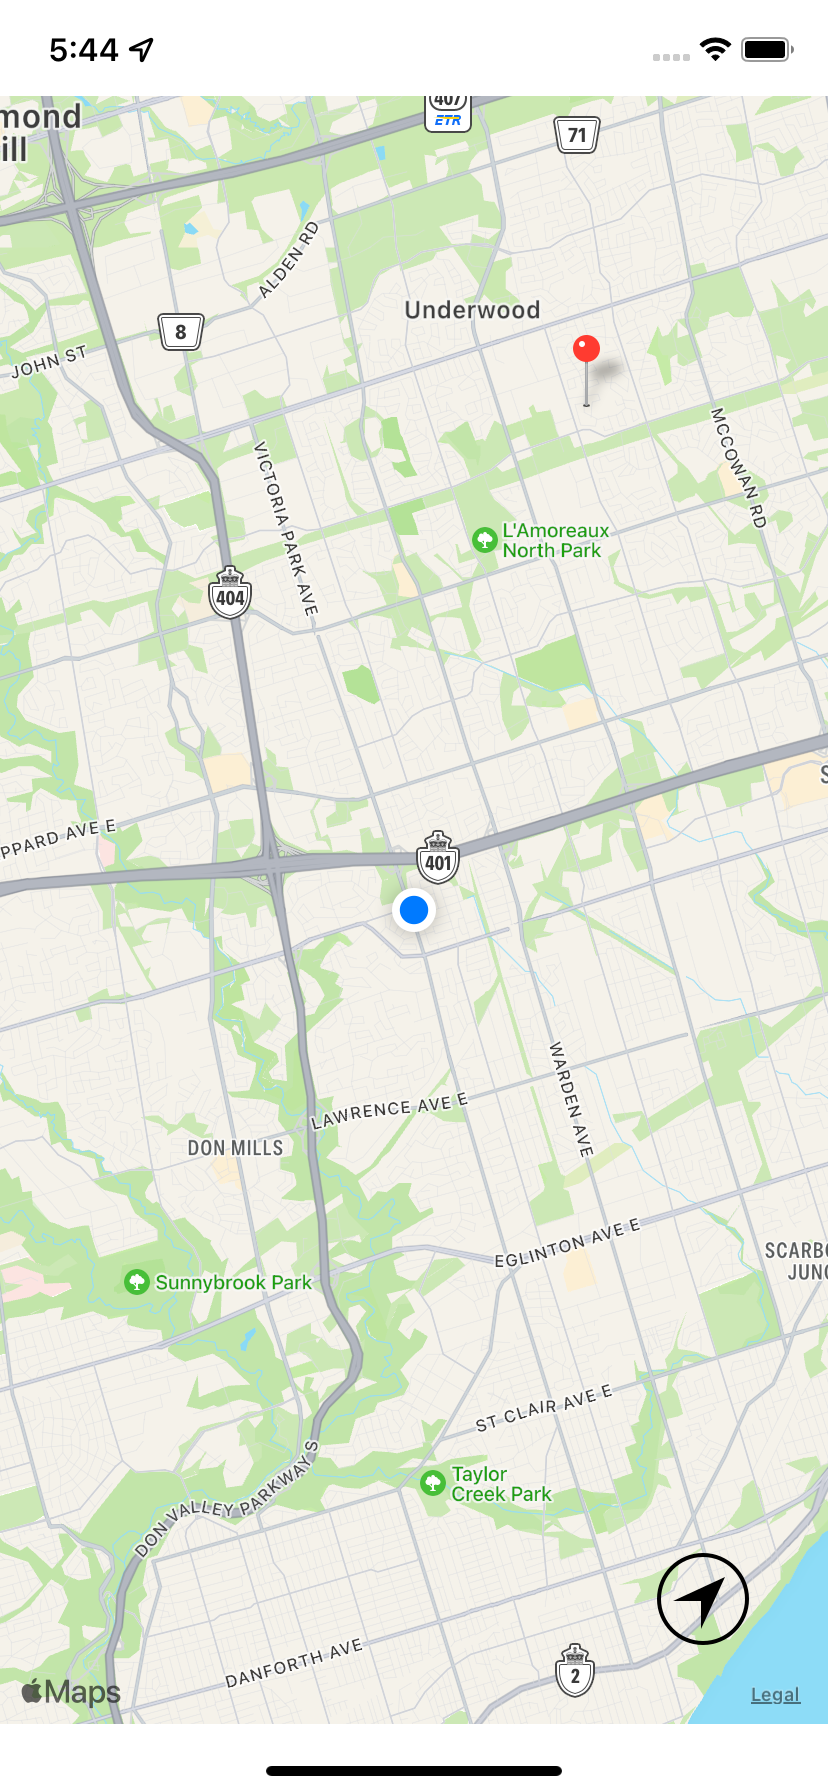 5:44
mond
ill
407
ETR
71
ALDEN RD
Underwood
8
JOHN ST
MCCOWAN RD
VICTORIA PARK AVE
L'Amoreaux
North Park
404
S
PPARD AVE E
401
WARDEN AVE
LAWRENCE AVE E
DON MILLS
EGLINTON AVE E
SCARBO
JUNC
Sunnybrook Park
ST CLAIR AVE E
DON VALLEY PARKWAY S
Taylor
Creek Park
DANFORTH AVE
2
Maps
Legal